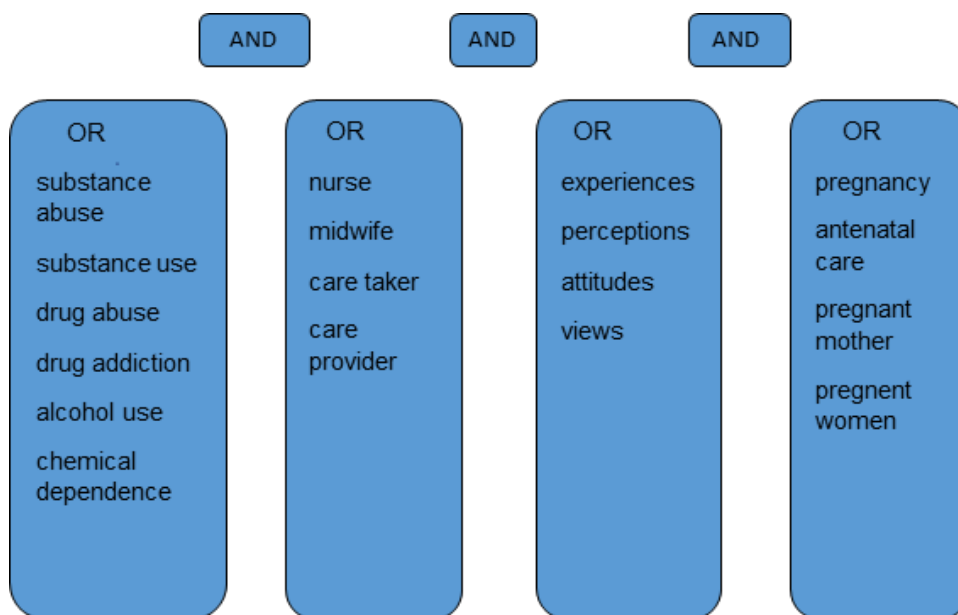 AND
AND
AND
OR
substance
abuse
substance use
drug abuse
drug addiction
alcohol use
chemical
dependence
OR
nurse
midwife
care taker
care
provider
OR
experiences
perceptions
attitudes
views
OR
pregnancy
antenatal
care
pregnant
mother
pregnent
women